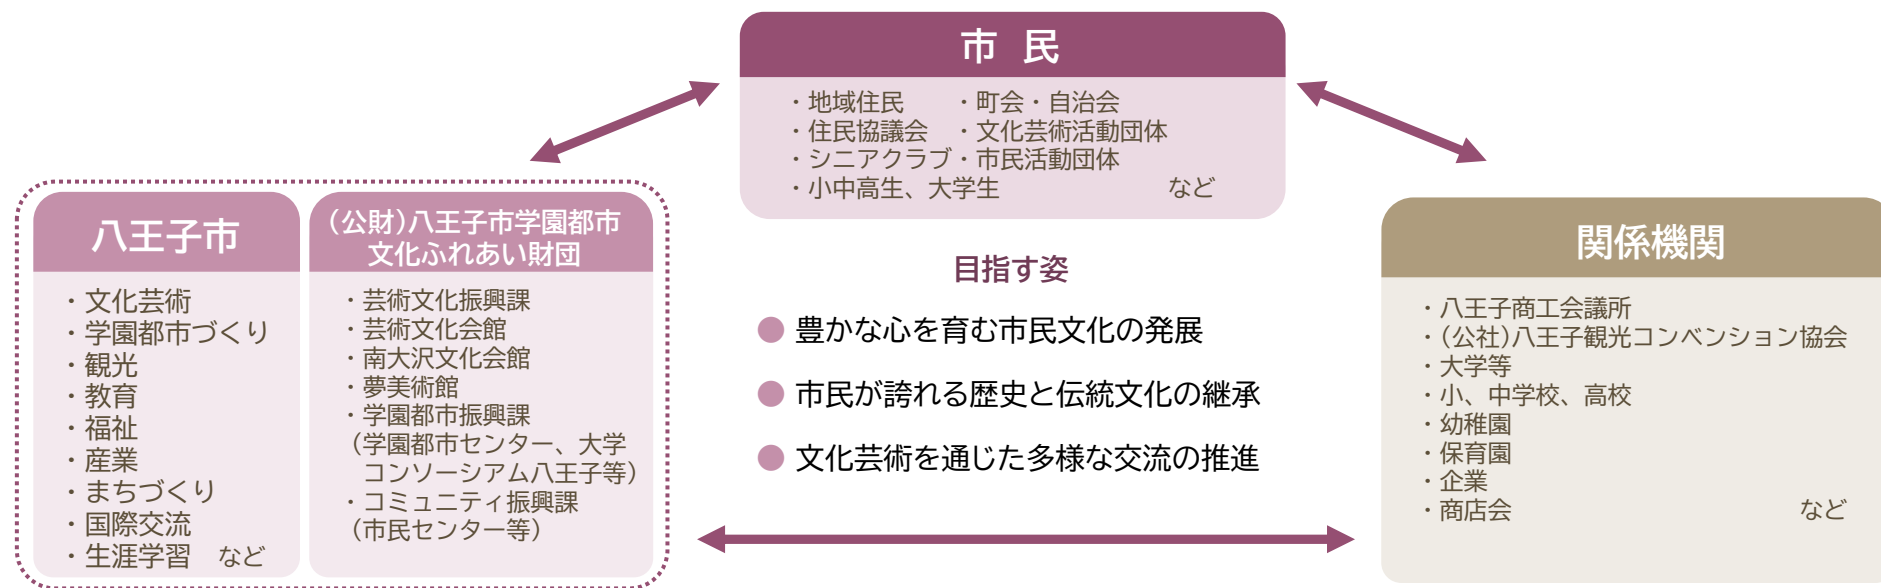 市 民
・地域住民　・町会・自治会
・住民協議会　・文化芸術活動団体
・シニアクラブ・市民活動団体
・小中高生、大学生　など
八王子市
・文化芸術
・学園都市づくり
・観光
・教育
・福祉
・産業
・まちづくり
・国際交流
・生涯学習　など
(公財)八王子市学園都市
文化ふれあい財団
・芸術文化振興課
・芸術文化会館
・南大沢文化会館
・夢美術館
・学園都市振興課
(学園都市センター、大学
コンソーシアム八王子等)
・コミュニティ振興課
(市民センター等)
目指す姿
● 豊かな心を育む市民文化の発展
● 市民が誇れる歴史と伝統文化の継承
● 文化芸術を通じた多様な交流の推進
関係機関
・八王子商工会議所
・(公社)八王子観光コンベンション協会
・大学等
・小、中学校、高校
・幼稚園
・保育園
・企業
・商店会　など